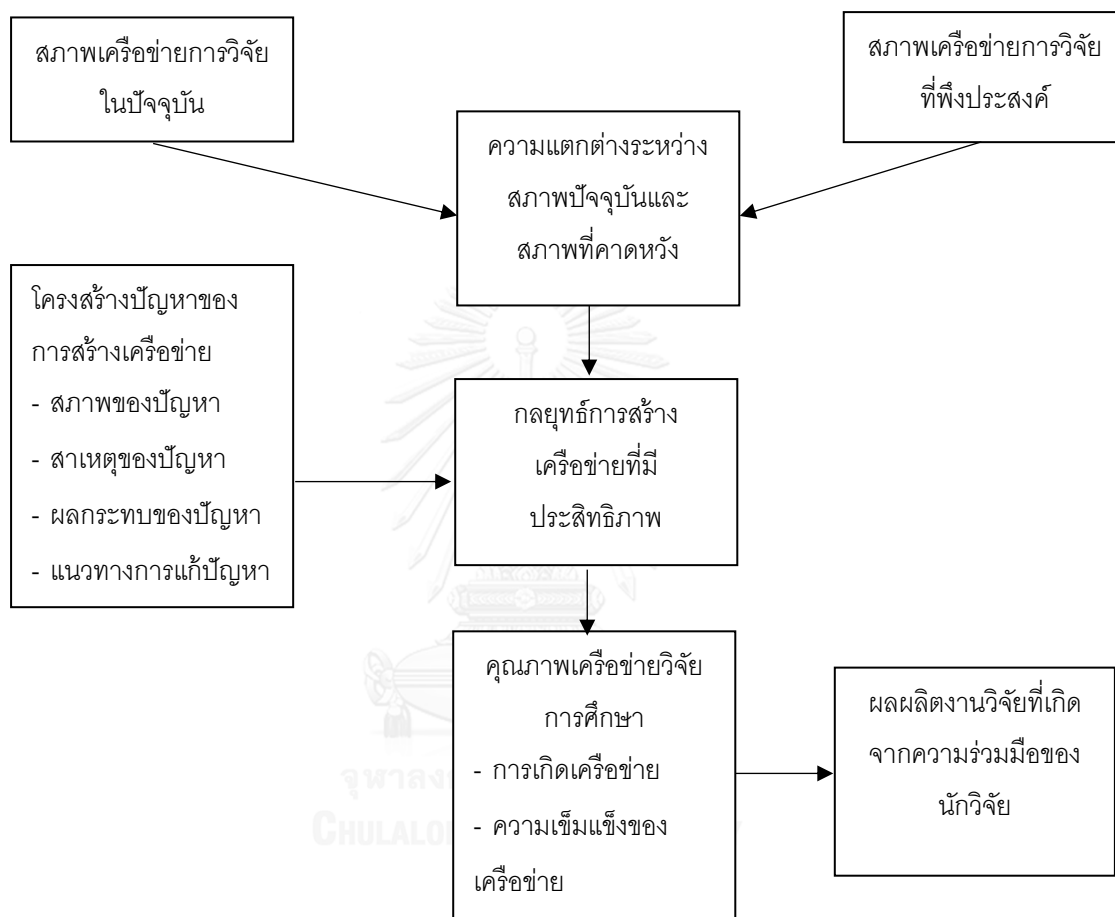 สภาพเครือข่ายการวิจัย
ในปัจจุบัน
สภาพเครือข่ายการวิจัย
ที่พึงประสงค์
ความแตกต่างระหว่าง
สภาพปัจจุบันและ
สภาพที่คาดหวัง
โครงสร้างปัญหาของ
การสร้างเครือข่าย
- สภาพของปัญหา
- สาเหตุของปัญหา
- ผลกระทบของปัญหา
- แนวทางการแก้ปัญหา
กลยุทธ์การสร้าง
เครือข่ายที่มี
ประสิทธิภาพ
คุณภาพเครือข่ายวิจัย
การศึกษา
- การเกิดเครือข่าย
- ความเข็มแข็งของ
เครือข่าย
ผลผลิตงานวิจัยที่เกิด
จากความร่วมมือของ
นักวิจัย